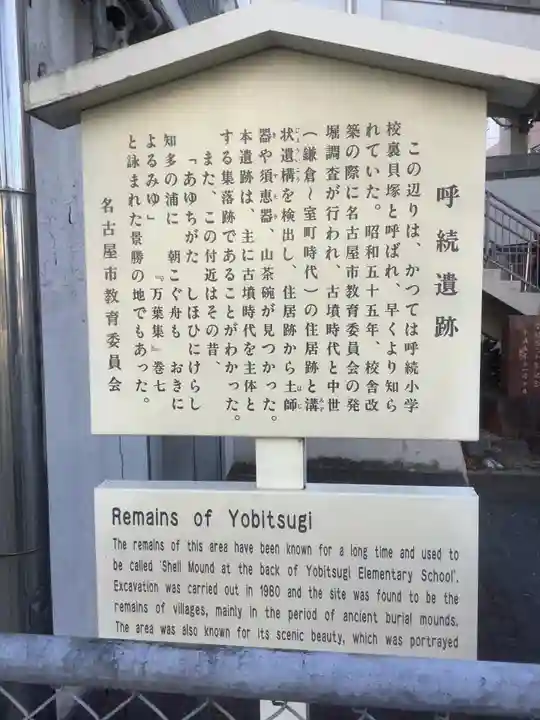 呼続遺跡
この辺りは、かつては呼続小学
校裏貝塚と呼ばれ、早くより知ら
れていた。昭和五十五年、校舎改
築の際に名古屋市教育委員会の発
掘調査が行われ、古墳時代と中世
（鎌倉～室町時代）の住居跡と溝
状遺構を検出し、住居跡から土師
器や須恵器、山茶碗が見つかった。
本遺跡は、主に古墳時代を主体と
する集落跡であることがわかった。
また、この付近はその昔、
「あゆちがた しほひにけらし
知多の浦に 朝こぐ舟も おきに
よるみゆ」 『万葉集』巻七
と詠まれた景勝の地でもあった。
名古屋市教育委員会
Remains of Yobitsugi
The remains of this area have been known for a long time and used to
be called 'Shell Mound at the back of Yobitsugi Elementary School'.
Excavation was carried out in 1980 and the site was found to be the
remains of villages, mainly in the period of ancient burial mounds.
The area was also known for its scenic beauty, which was portrayed